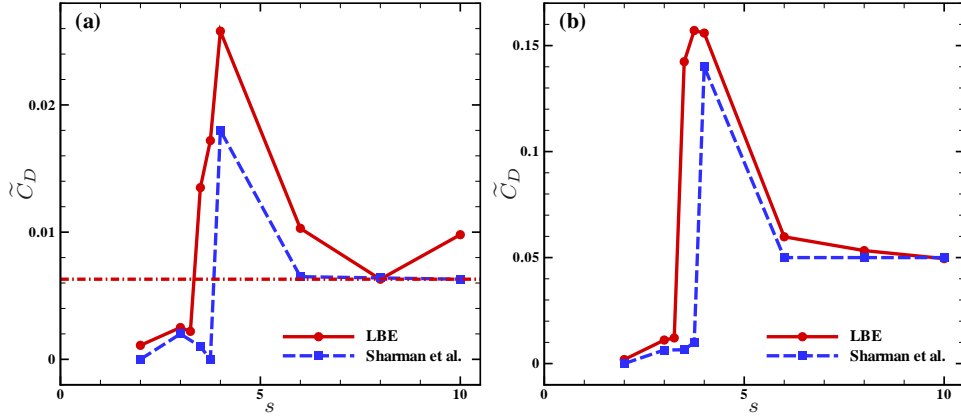 (a)
0.02
0.01
0
C̃_D
LBE
Sharman et al.
0 5 10
s
(b)
0.15
0.1
0.05
0
C̃_D
LBE
Sharman et al.
0 5 10
s